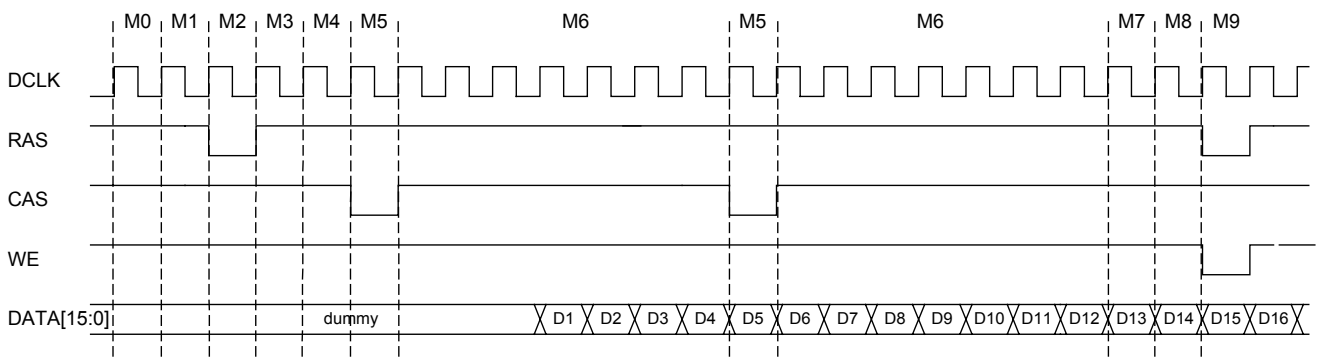 M0 M1 M2 M3 M4 M5 M6 M5 M6 M7 M8 M9
DCLK
RAS
CAS
WE
DATA[15:0] dummy D1 D2 D3 D4 D5 D6 D7 D8 D9 D10 D11 D12 D13 D14 D15 D16